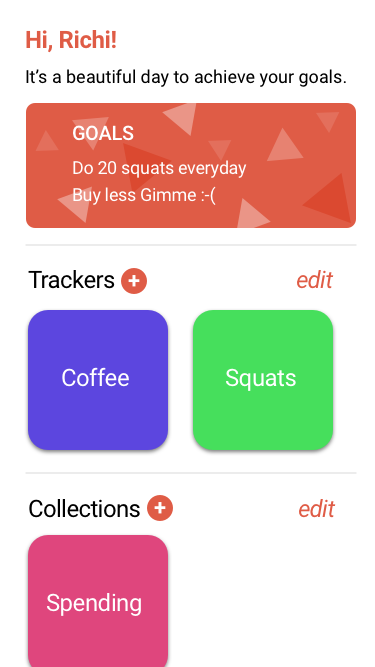 Hi, Richi!
It’s a beautiful day to achieve your goals.
GOALS
Do 20 squats everyday
Buy less Gimme :-(
Trackers + edit
Coffee Squats
Collections + edit
Spending